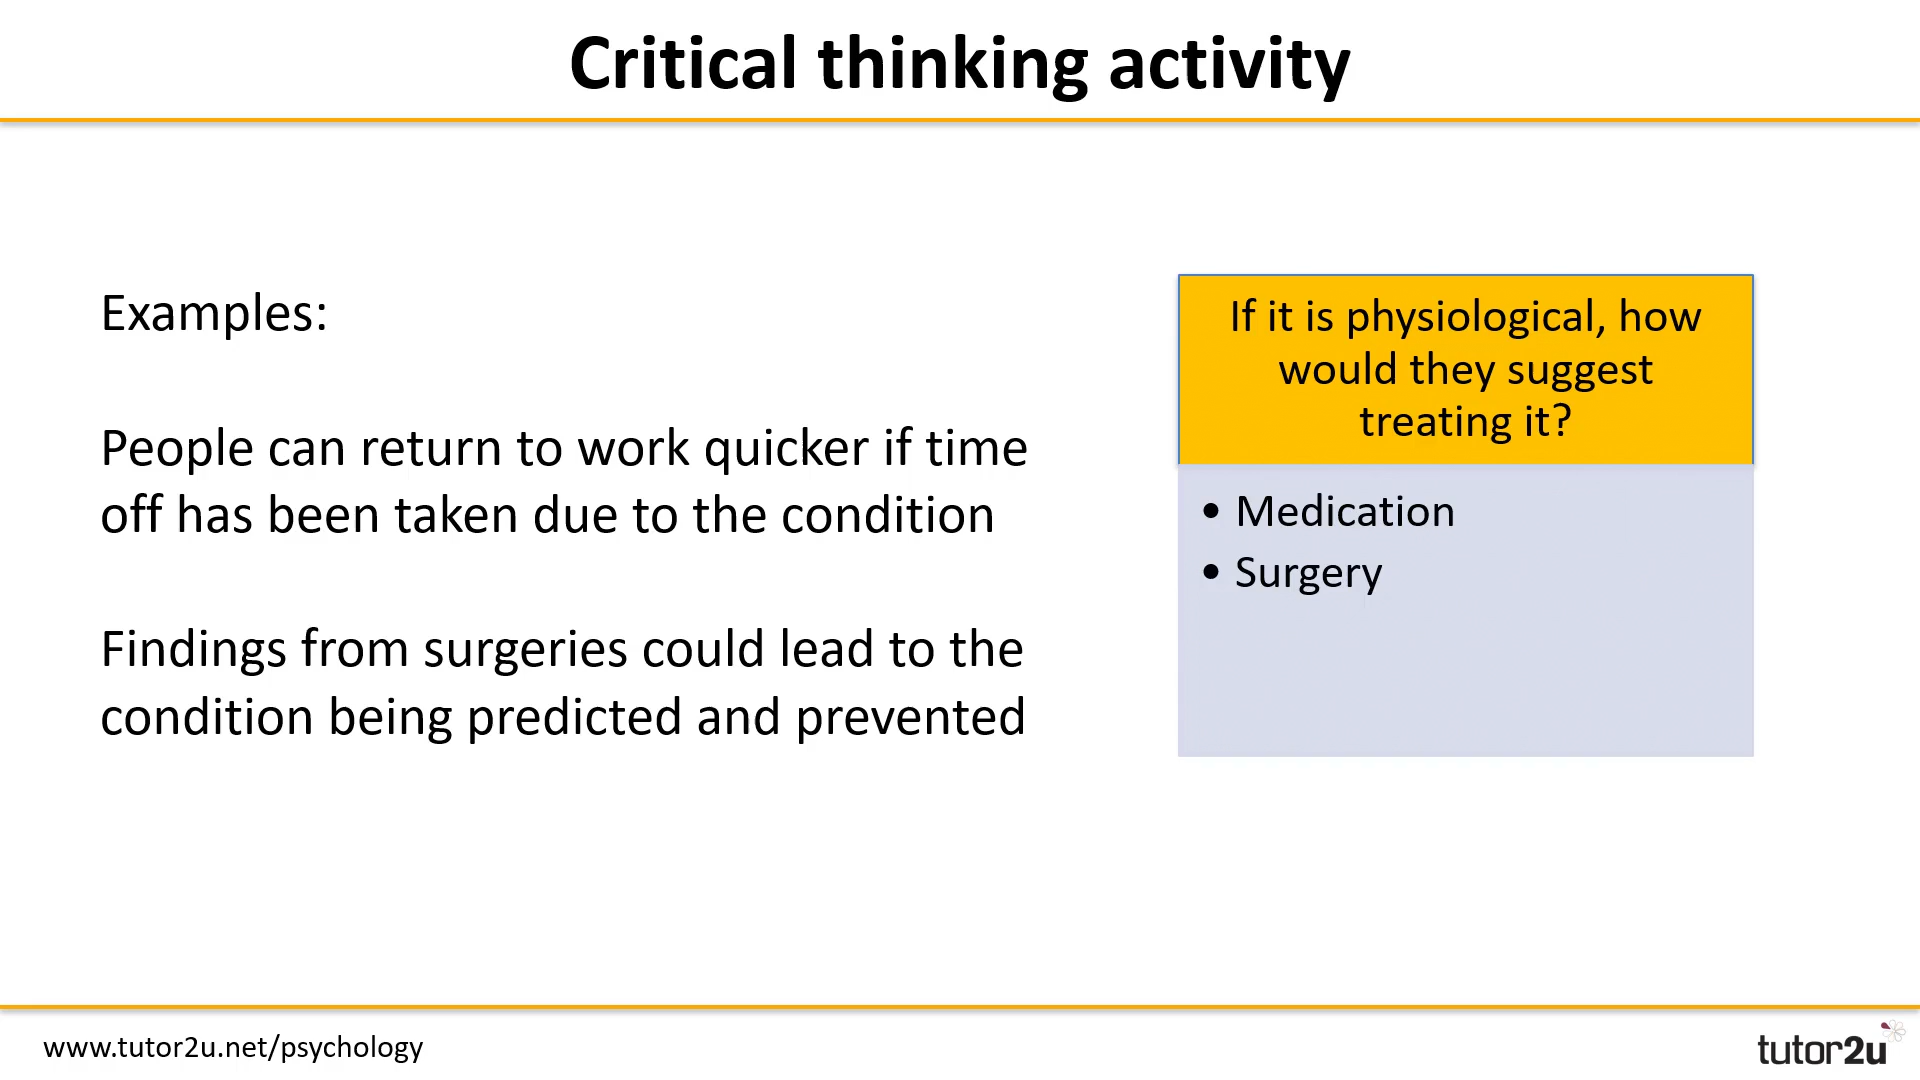 Critical thinking activity
Examples:
People can return to work quicker if time
off has been taken due to the condition
Findings from surgeries could lead to the
condition being predicted and prevented
If it is physiological, how
would they suggest
treating it?
• Medication
• Surgery
www.tutor2u.net/psychology
tutor2u